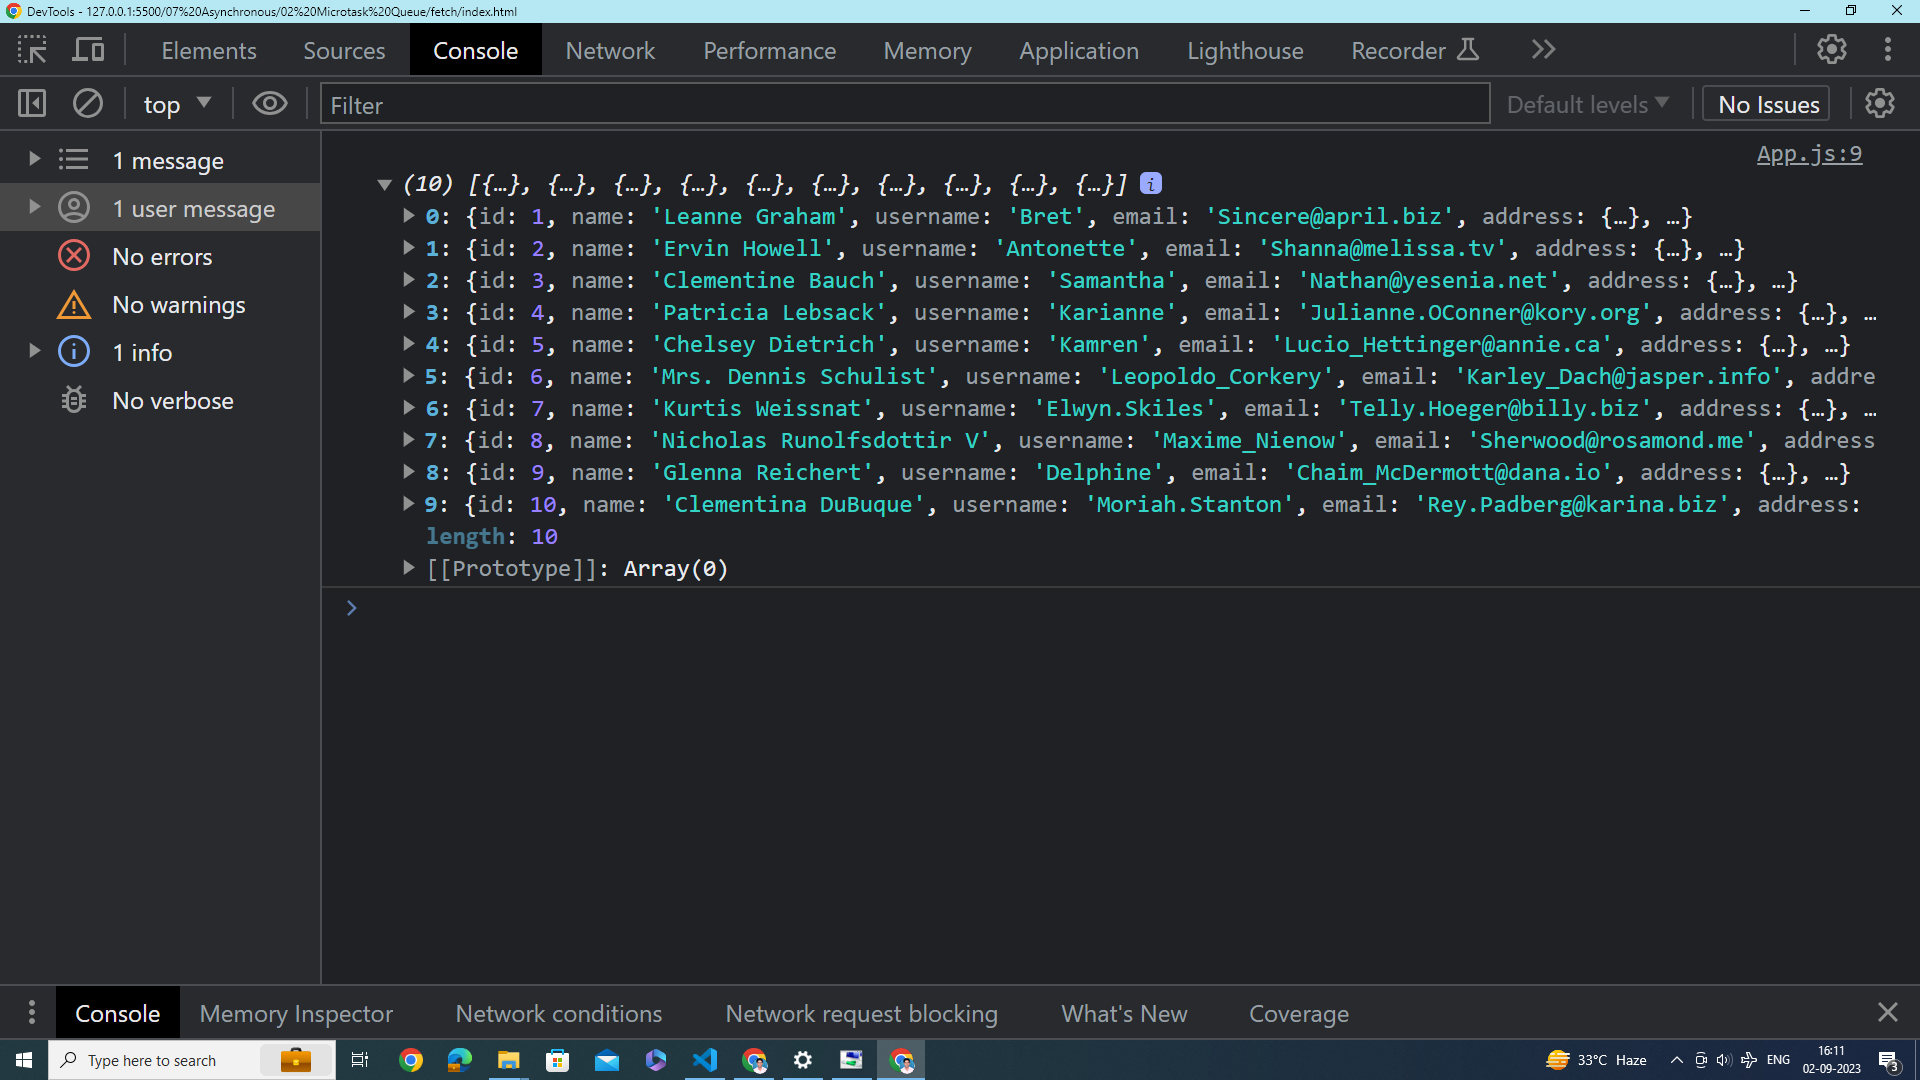 DevTools - 127.0.0.1:5500/07%20Asynchronous/02%20Microtask%20Queue/fetch/index.html
Elements Sources Console Network Performance Memory Application Lighthouse Recorder
top Filter Default levels No Issues
1 message
1 user message
No errors
No warnings
1 info
No verbose
App.js:9
(10) [{…}, {…}, {…}, {…}, {…}, {…}, {…}, {…}, {…}, {…}] i
0: {id: 1, name: 'Leanne Graham', username: 'Bret', email: 'Sincere@april.biz', address: {…}, …}
1: {id: 2, name: 'Ervin Howell', username: 'Antonette', email: 'Shanna@melissa.tv', address: {…}, …}
2: {id: 3, name: 'Clementine Bauch', username: 'Samantha', email: 'Nathan@yesenia.net', address: {…}, …}
3: {id: 4, name: 'Patricia Lebsack', username: 'Karianne', email: 'Julianne.OConner@kory.org', address: {…}, …
4: {id: 5, name: 'Chelsey Dietrich', username: 'Kamren', email: 'Lucio_Hettinger@annie.ca', address: {…}, …}
5: {id: 6, name: 'Mrs. Dennis Schulist', username: 'Leopoldo_Corkery', email: 'Karley_Dach@jasper.info', addre
6: {id: 7, name: 'Kurtis Weissnat', username: 'Elwyn.Skiles', email: 'Telly.Hoeger@billy.biz', address: {…}, …
7: {id: 8, name: 'Nicholas Runolfsdottir V', username: 'Maxime_Nienow', email: 'Sherwood@rosamond.me', address
8: {id: 9, name: 'Glenna Reichert', username: 'Delphine', email: 'Chaim_McDermott@dana.io', address: {…}, …}
9: {id: 10, name: 'Clementina DuBuque', username: 'Moriah.Stanton', email: 'Rey.Padberg@karina.biz', address:
length: 10
[[Prototype]]: Array(0)
Console Memory Inspector Network conditions Network request blocking What's New Coverage
Type here to search 33°C Haze ENG 16:11
02-09-2023 3